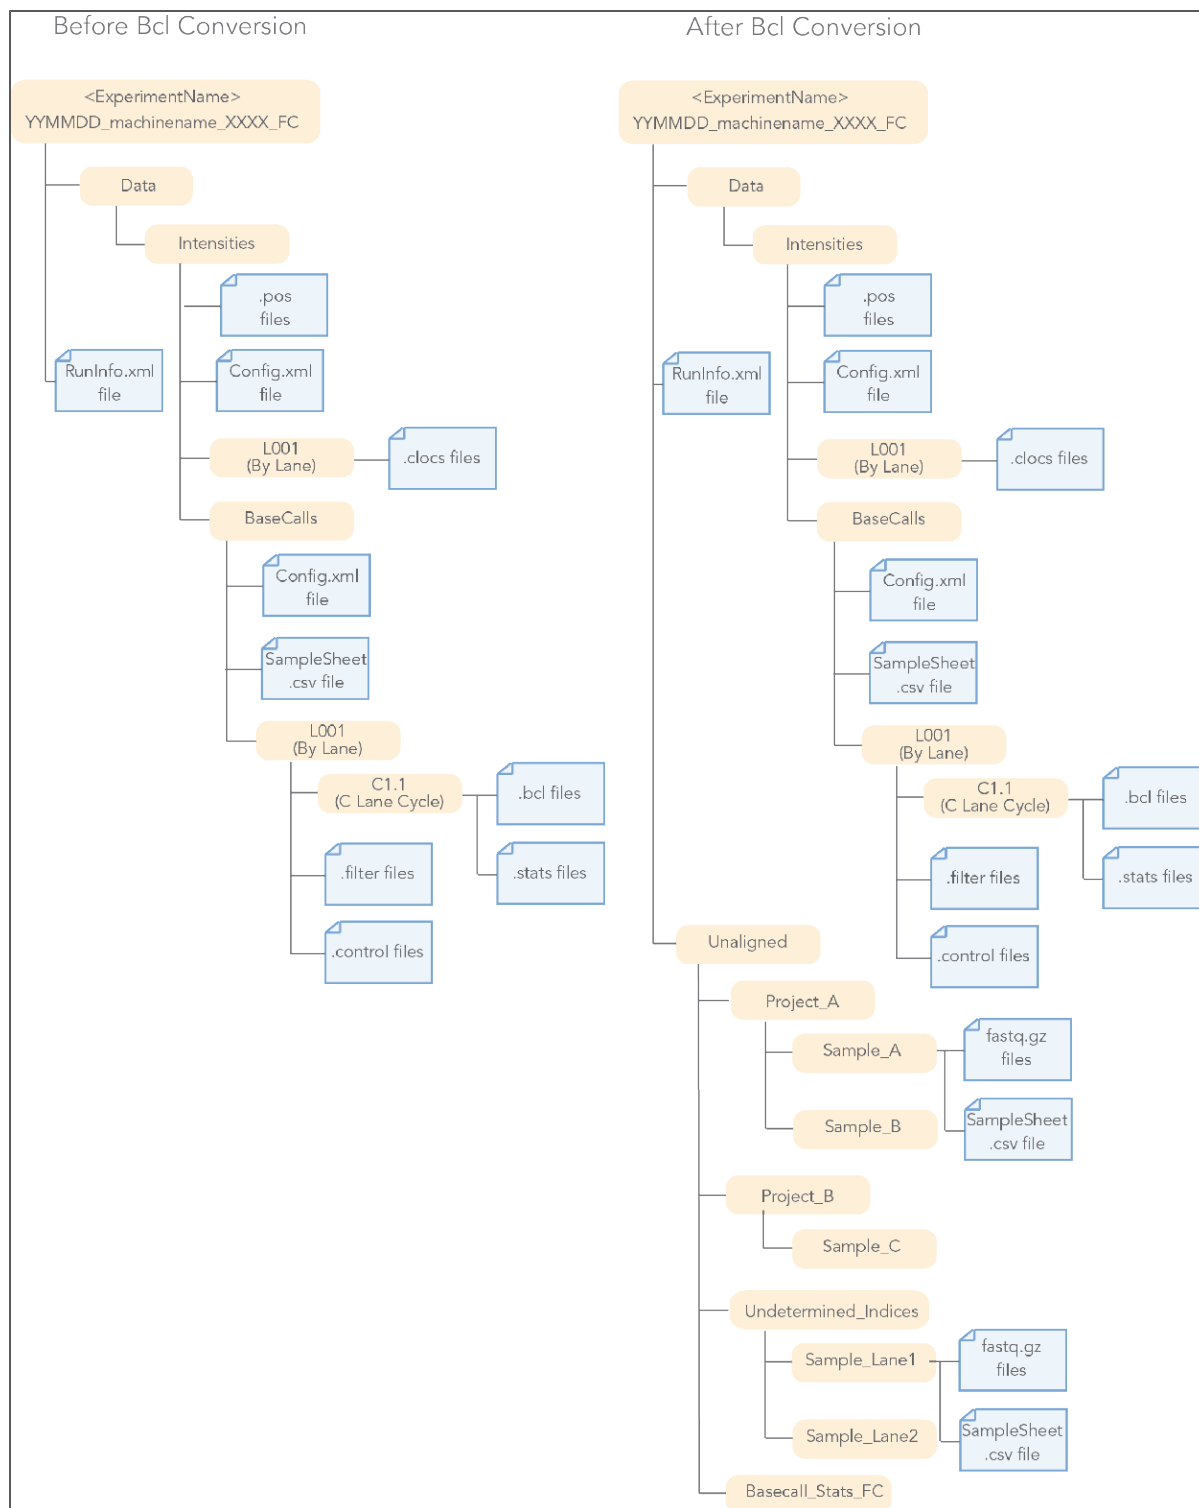 Before Bcl Conversion
<ExperimentName>
YYMMDD_machinename_XXXX_FC
Data
Intensities
.pos
files
RunInfo.xml
file
Config.xml
file
L001
(By Lane)
.clocs files
BaseCalls
Config.xml
file
SampleSheet
.csv file
L001
(By Lane)
C1.1
(C Lane Cycle)
.bcl files
.filter files
.stats files
.control files
After Bcl Conversion
<ExperimentName>
YYMMDD_machinename_XXXX_FC
Data
Intensities
.pos
files
RunInfo.xml
file
Config.xml
file
L001
(By Lane)
.clocs files
BaseCalls
Config.xml
file
SampleSheet
.csv file
L001
(By Lane)
C1.1
(C Lane Cycle)
.bcl files
.filter files
.stats files
.control files
Unaligned
Project_A
Sample_A
fastq.gz
files
Sample_B
SampleSheet
.csv file
Project_B
Sample_C
Undetermined_Indices
Sample_Lane1
fastq.gz
files
Sample_Lane2
SampleSheet
.csv file
Basecall_Stats_FC